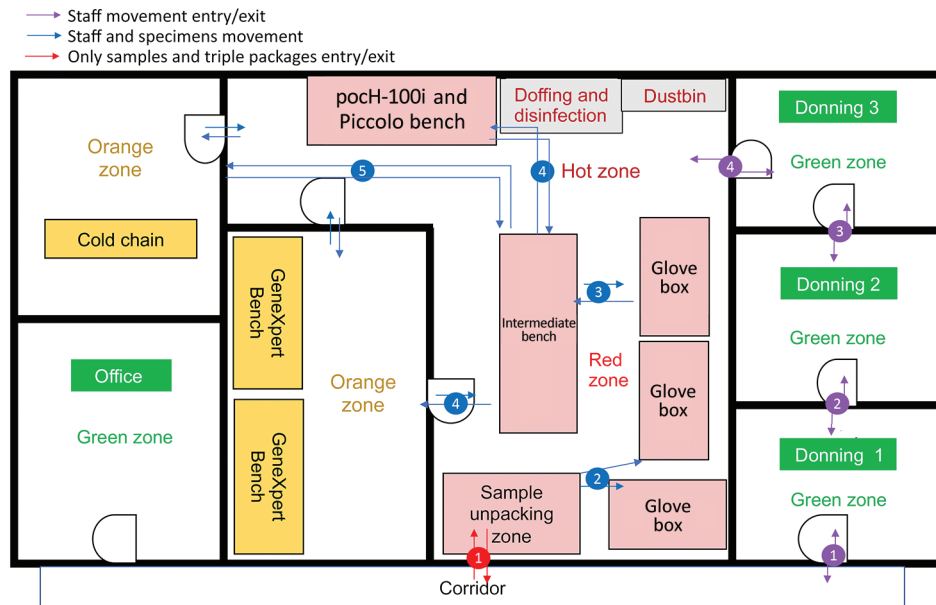 Staff movement entry/exit
Staff and specimens movement
Only samples and triple packages entry/exit
pocH-100i and
Piccolo bench
Doffing and
disinfection
Dustbin
Donning 3
Green zone
Orange
zone
Cold chain
5
4
Hot zone
4
3
GeneXpert
Bench
Glove
box
Intermediate
bench
3
Red
zone
Donning 2
Green zone
2
Office
Green zone
Orange
zone
4
Glove
box
GeneXpert
Bench
Sample
unpacking
zone
2
Glove
box
Donning 1
Green zone
1
1
Corridor